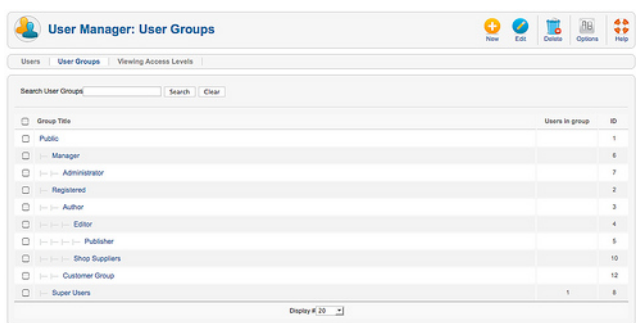 User Manager: User Groups
New Edit Delete Options Help
Users User Groups Viewing Access Levels
Search User Groups Search Clear
Group Title Users in group ID
Public 1
|— Manager 6
|— |— Administrator 7
|— Registered 2
|— |— Author 3
|— |— |— Editor 4
|— |— |— |— Publisher 5
|— |— |— Shop Suppliers 10
|— |— Customer Group 12
|— Super Users 1 8
Display # 20